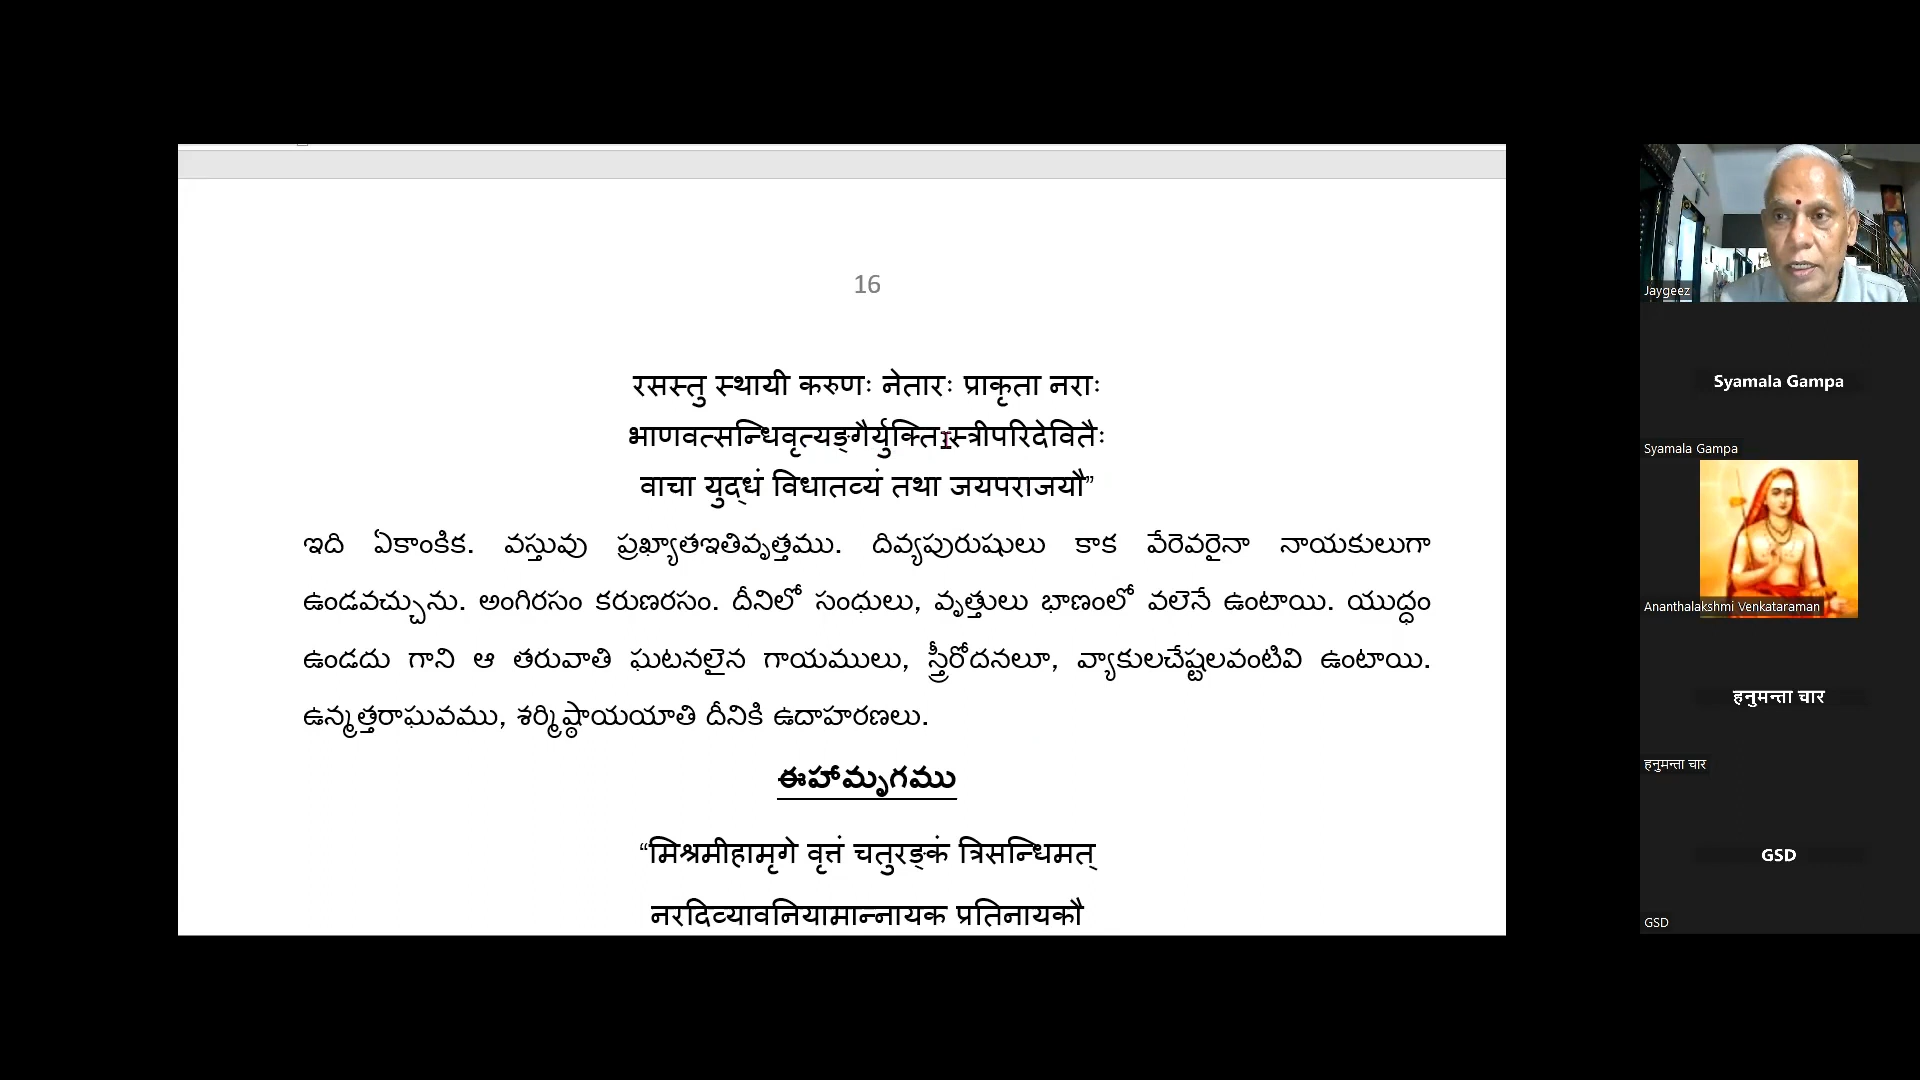 16
रसस्तु स्थायी करुणः नेतारः प्राकृता नराः
भाणवत्सन्धिवृत्यङ्गैर्युक्तिःस्त्रीपरिदेवितैः
वाचा युद्धं विधातव्यं तथा जयपराजयौ”
ఇది ఏకాంకిక. వస్తువు ప్రఖ్యాతఇతివృత్తము. దివ్యపురుషులు కాక వేరెవరైనా నాయకులుగా
ఉండవచ్చును. అంగిరసం కరుణరసం. దీనిలో సంధులు, వృత్తులు భాణంలో వలెనే ఉంటాయి. యుద్ధం
ఉండదు గాని ఆ తరువాతి ఘటనలైన గాయములు, స్త్రీరోదనలూ, వ్యాకులచేష్టలవంటివి ఉంటాయి.
ఉన్మత్తరాఘవము, శర్మిష్ఠాయయాతి దీనికి ఉదాహరణలు.
ఈహామృగము
“मिश्रमीहामृगे वृत्तं चतुरङ्कं त्रिसन्धिमत्
नरदिव्यावनियामान्नायक प्रतिनायकौ
Jaygeez
Syamala Gampa
Syamala Gampa
Ananthalakshmi Venkataraman
हनुमन्ता चार
हनुमन्ता चार
GSD
GSD